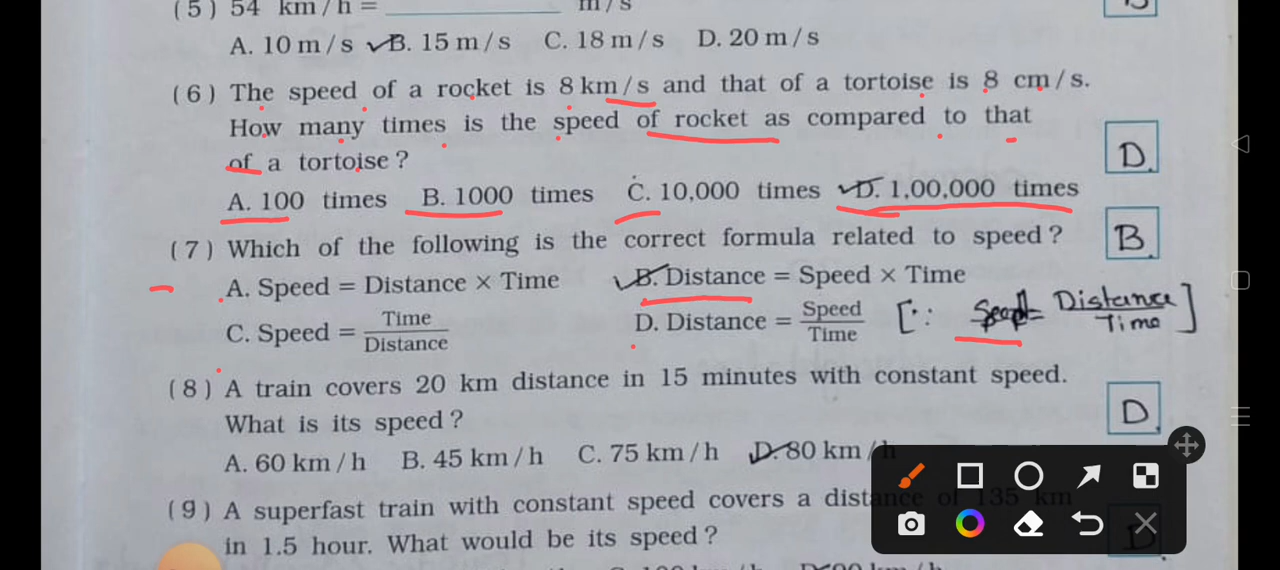 (5) 54 km/h = ________ m/s
A. 10 m/s B. 15 m/s C. 18 m/s D. 20 m/s
(6) The speed of a rocket is 8 km/s and that of a tortoise is 8 cm/s.
How many times is the speed of rocket as compared to that
of a tortoise? D.
A. 100 times B. 1000 times C. 10,000 times D. 1,00,000 times
(7) Which of the following is the correct formula related to speed? B.
A. Speed = Distance × Time B. Distance = Speed × Time
C. Speed = Time / Distance D. Distance = Speed / Time [∵ Speed = Distance / Time]
(8) A train covers 20 km distance in 15 minutes with constant speed.
What is its speed? D
A. 60 km/h B. 45 km/h C. 75 km/h D. 80 km/h
(9) A superfast train with constant speed covers a distance of 135 km
in 1.5 hour. What would be its speed? D.